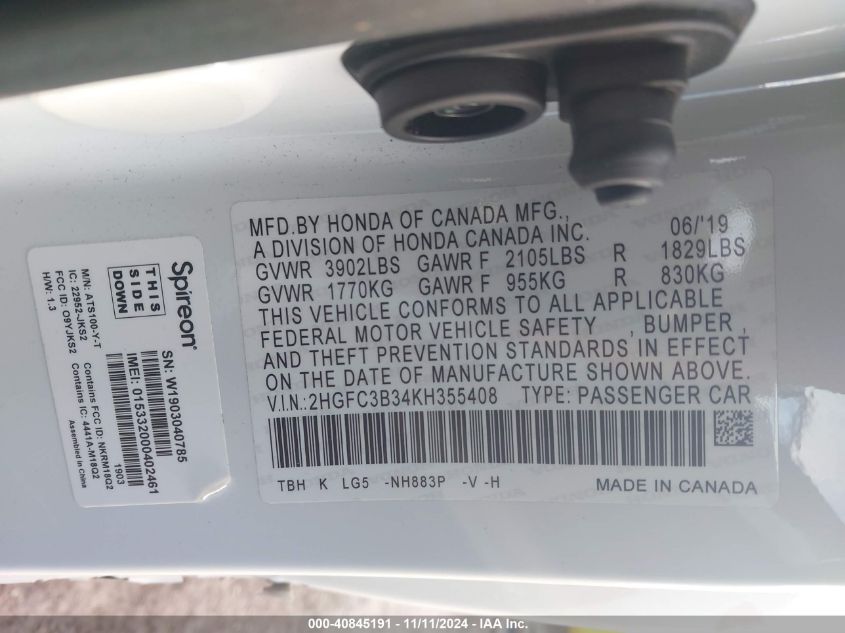 MFD.BY HONDA OF CANADA MFG., 06/'19
A DIVISION OF HONDA CANADA INC.
GVWR 3902LBS GAWR F 2105LBS R 1829LBS
GVWR 1770KG GAWR F 955KG R 830KG
THIS VEHICLE CONFORMS TO ALL APPLICABLE
FEDERAL MOTOR VEHICLE SAFETY , BUMPER ,
AND THEFT PREVENTION STANDARDS IN EFFECT
ON THE DATE OF MANUFACTURE SHOWN ABOVE.
V.I.N.:2HGFC3B34KH355408 TYPE: PASSENGER CAR
TBH K LG5 -NH883P -V -H MADE IN CANADA
Spireon®
THIS
SIDE
DOWN
SN: W1903040785
IMEI: 015332000402461
M/N: ATS100-Y-T
IC: 22952-JKS2
FCC ID: O9YJKS2
H/W: 1.3
1903
Contains FCC ID: NKRM18Q2
Contains IC: 4441A-M18Q2
Assembled in China
000-40845191 - 11/11/2024 - IAA Inc.